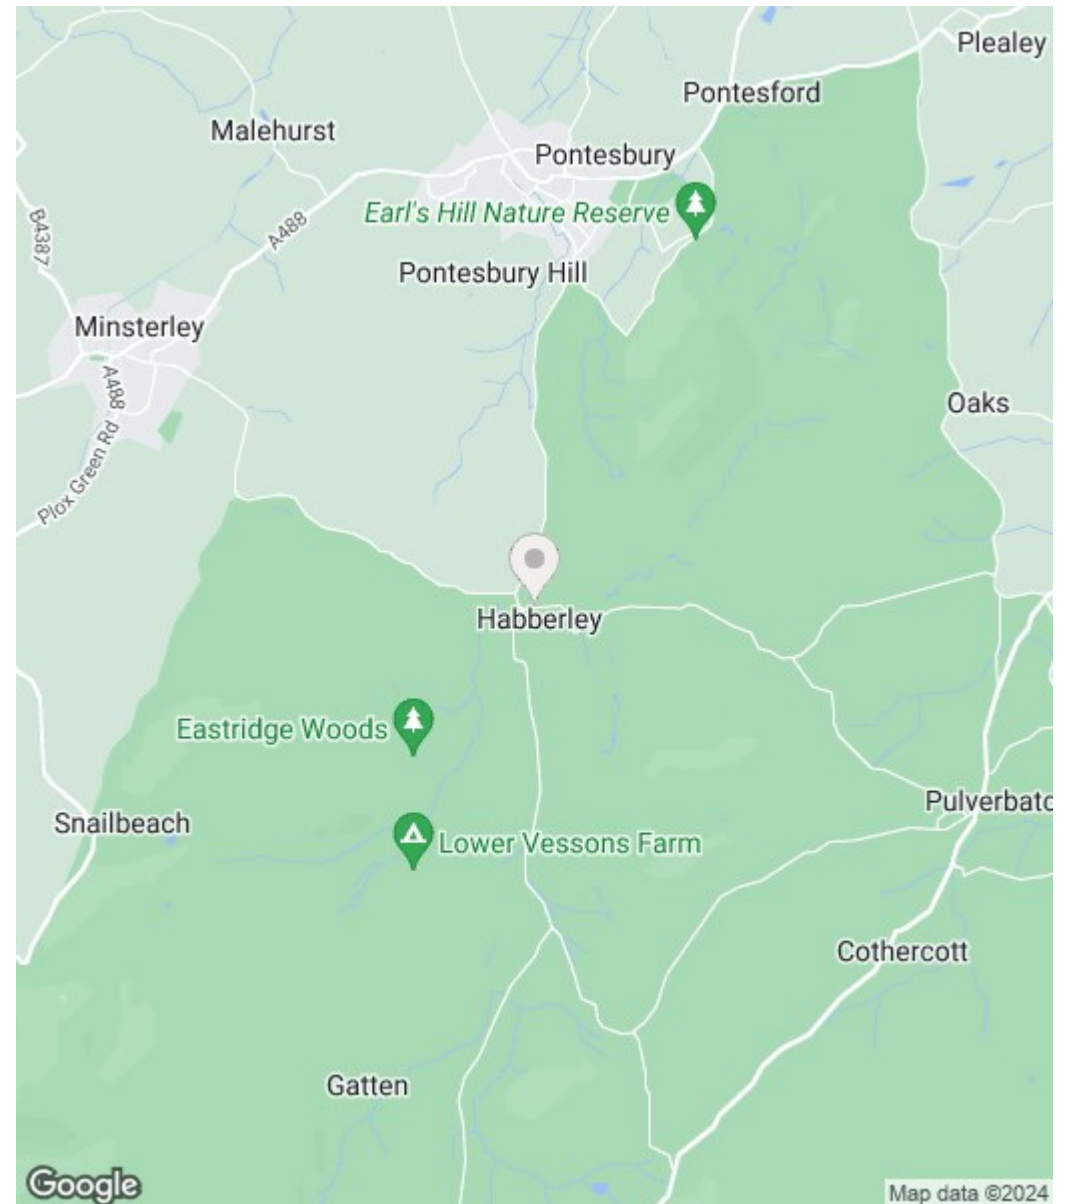 Plealey
Pontesford
Malehurst
Pontesbury
Earl's Hill Nature Reserve
B4387
A488
Pontesbury Hill
Minsterley
A488
Oaks
Plox Green Rd
Habberley
Eastridge Woods
Pulverbatc
Snailbeach
Lower Vessons Farm
Cothercott
Gatten
Google
Map data ©2024